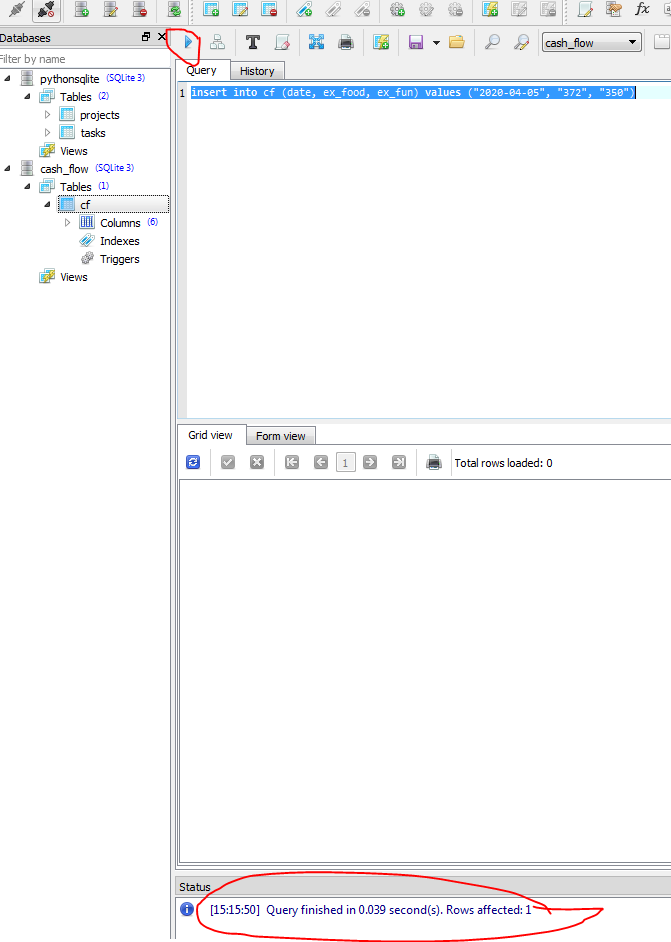 Databases
Filter by name
pythonsqlite (SQLite 3)
Tables (2)
projects
tasks
Views
cash_flow (SQLite 3)
Tables (1)
cf
Columns (6)
Indexes
Triggers
Views
fx
T
cash_flow
Query History
1 insert into cf (date, ex_food, ex_fun) values ("2020-04-05", "372", "350")
Grid view Form view
1 Total rows loaded: 0
Status
[15:15:50] Query finished in 0.039 second(s). Rows affected: 1